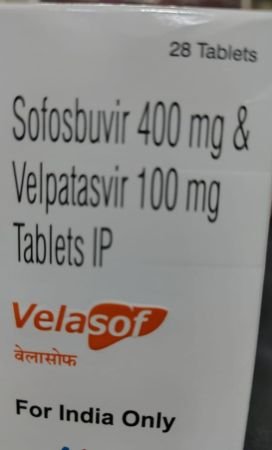 28 Tablets
Sofosbuvir 400 mg &
Velpatasvir 100 mg
Tablets IP
Velasof
वेलासोफ
For India Only